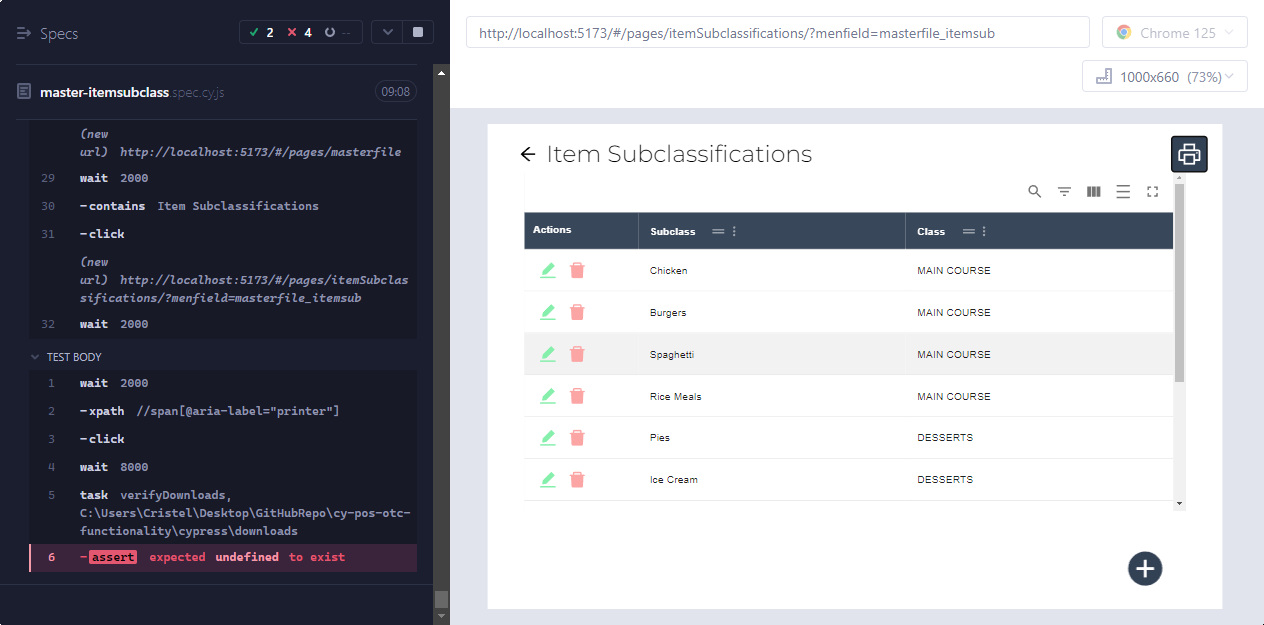 Specs
2
4
--
http://localhost:5173/#/pages/itemSubclassifications/?menfield=masterfile_itemsub
Chrome 125
1000x660 (73%)
master-itemsubclass.spec.cy.js
09:08
(new
url) http://localhost:5173/#/pages/masterfile
29 wait 2000
30 -contains Item Subclassifications
31 -click
(new
url) http://localhost:5173/#/pages/itemSubclas
sifications/?menfield=masterfile_itemsub
32 wait 2000
TEST BODY
1 wait 2000
2 -xpath //span[@aria-label="printer"]
3 -click
4 wait 8000
5 task verifyDownloads,
C:\Users\Cristel\Desktop\GitHubRepo\cy-pos-otc-
functionality\cypress\downloads
6 -assert expected undefined to exist
Item Subclassifications
Actions Subclass Class
Chicken MAIN COURSE
Burgers MAIN COURSE
Spaghetti MAIN COURSE
Rice Meals MAIN COURSE
Pies DESSERTS
Ice Cream DESSERTS